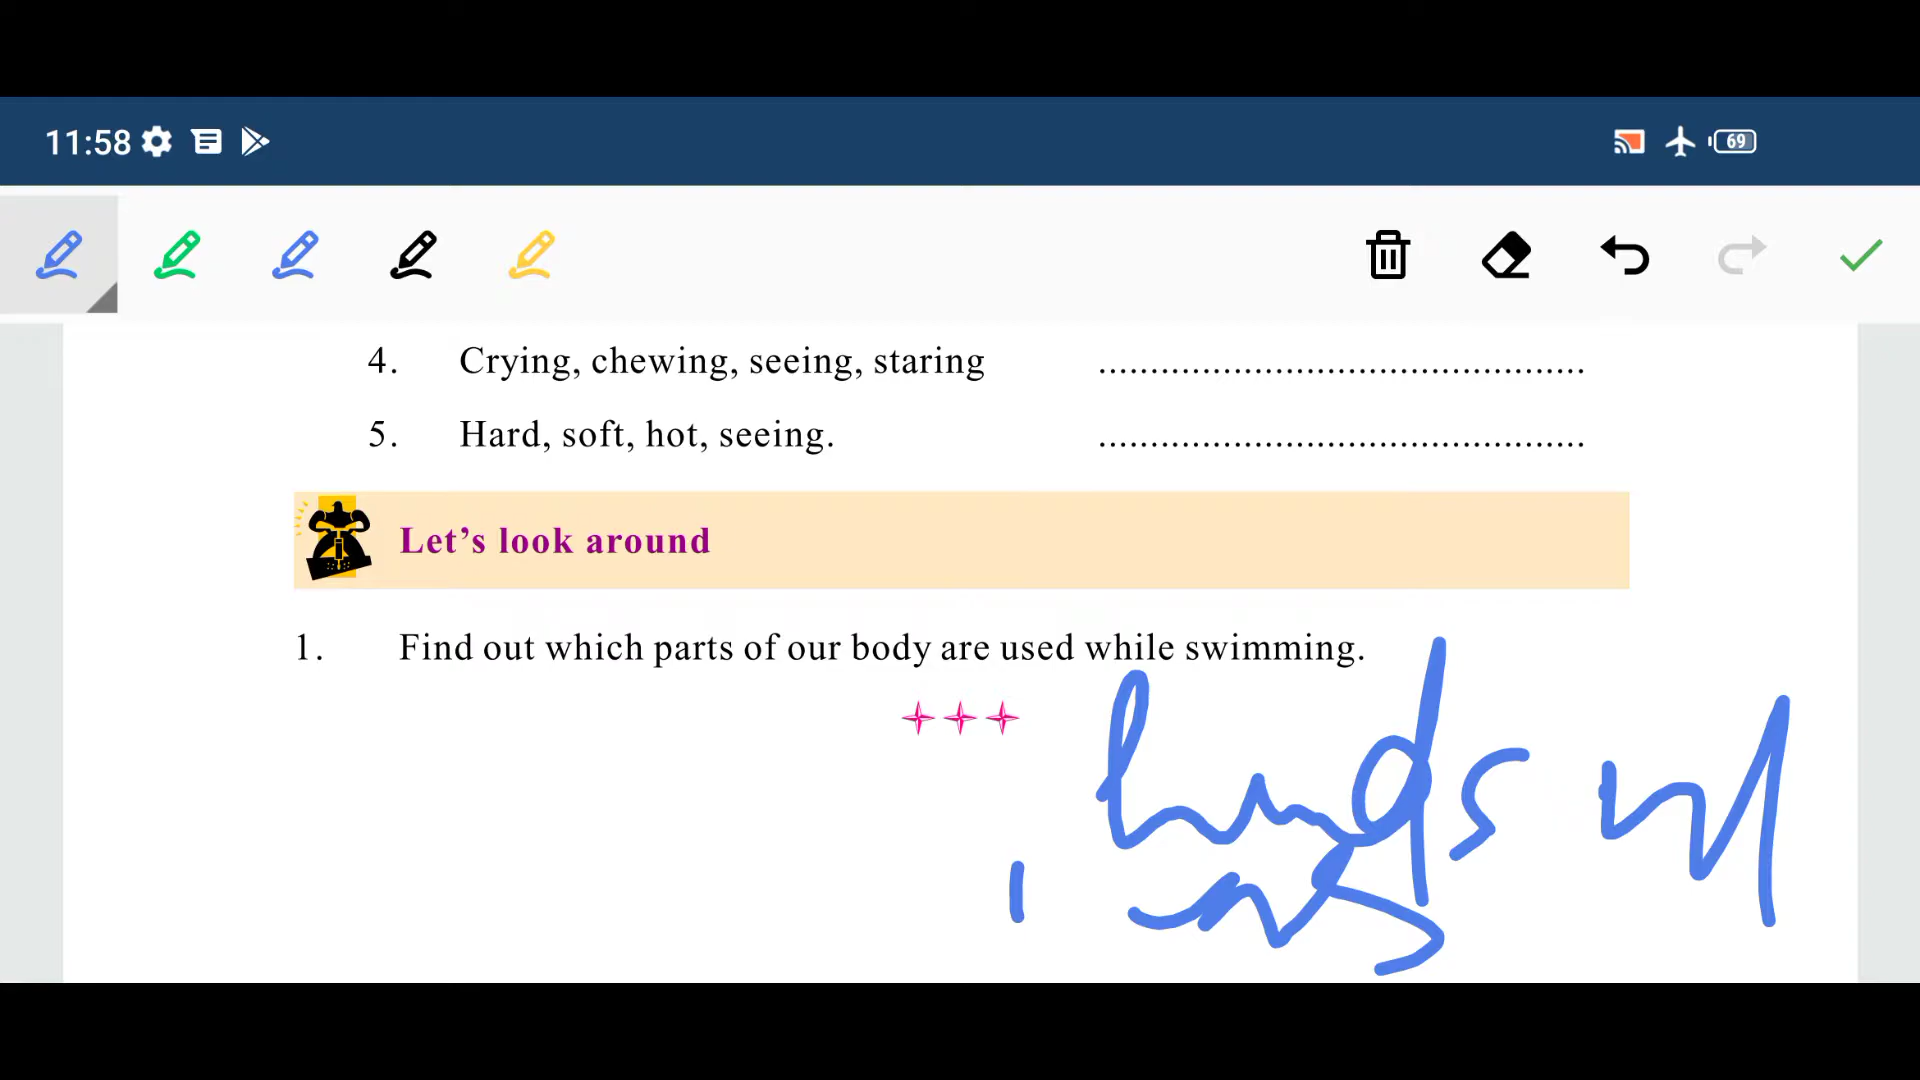 11:58 69
4. Crying, chewing, seeing, staring ...............................................
5. Hard, soft, hot, seeing. ...............................................
Let’s look around
1. Find out which parts of our body are used while swimming.
hands